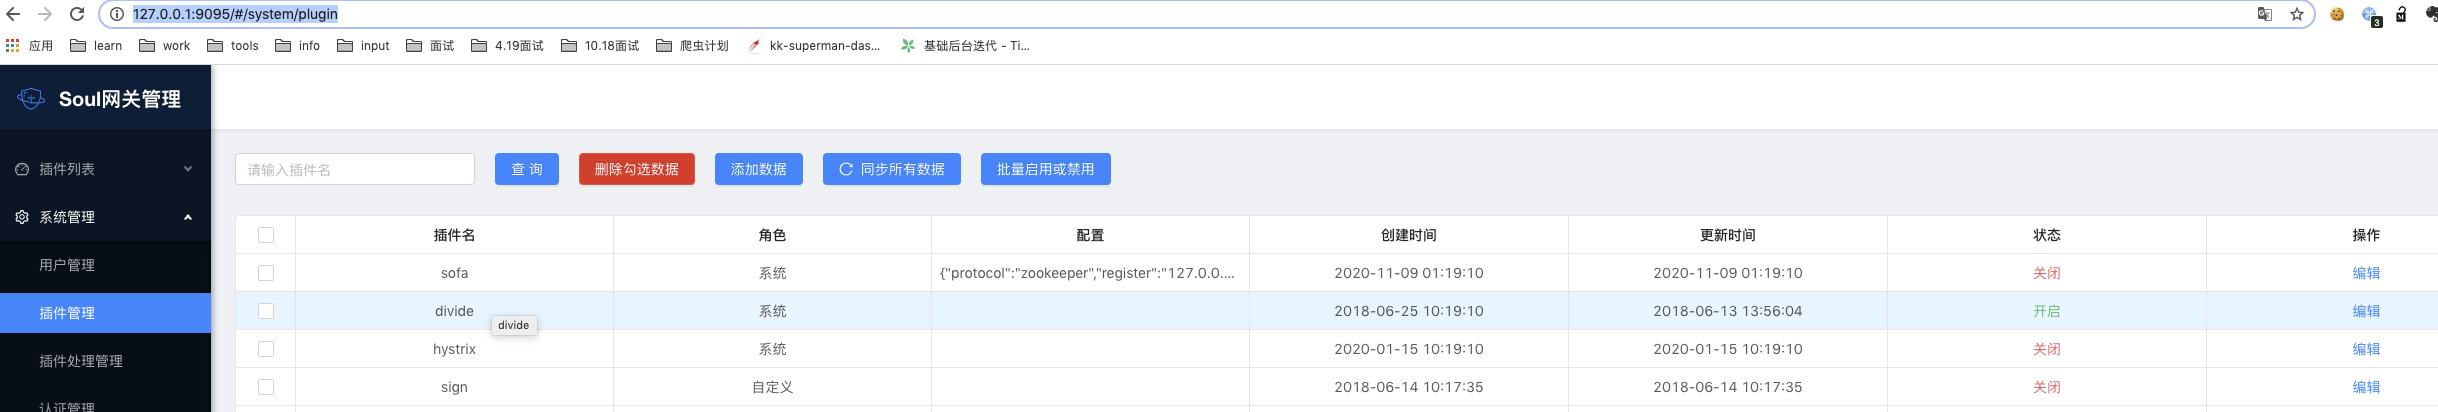 127.0.0.1:9095/#/system/plugin
应用 learn work tools info input 面试 4.19面试 10.18面试 爬虫计划 kk-superman-das... 基础后台迭代 - Ti...
3
Soul网关管理
插件列表
系统管理
用户管理
插件管理
插件处理管理
认证管理
请输入插件名 查 询 删除勾选数据 添加数据 同步所有数据 批量启用或禁用
插件名 角色 配置 创建时间 更新时间 状态 操作
sofa 系统 {"protocol":"zookeeper","register":"127.0.0.... 2020-11-09 01:19:10 2020-11-09 01:19:10 关闭 编辑
divide 系统 2018-06-25 10:19:10 2018-06-13 13:56:04 开启 编辑
divide
hystrix 系统 2020-01-15 10:19:10 2020-01-15 10:19:10 关闭 编辑
sign 自定义 2018-06-14 10:17:35 2018-06-14 10:17:35 关闭 编辑